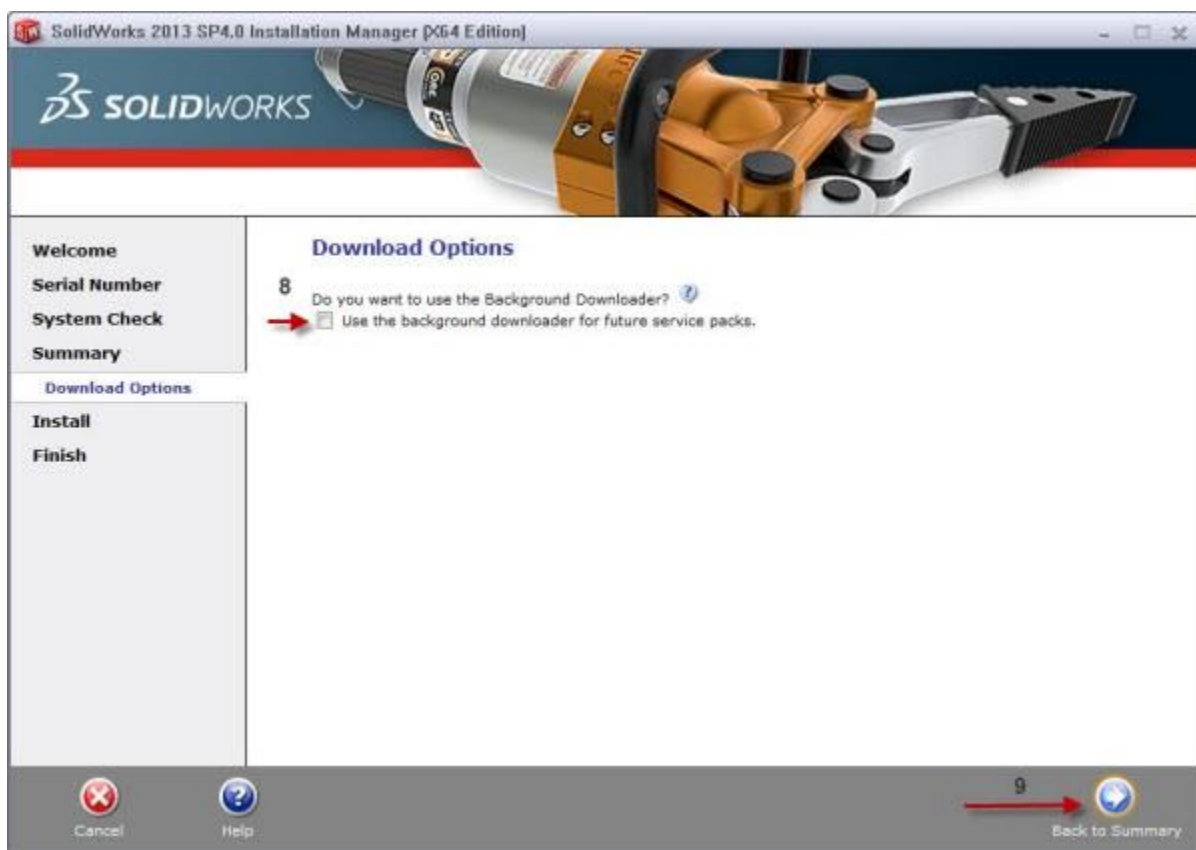 SolidWorks 2013 SP4.0 Installation Manager [X64 Edition]
SOLIDWORKS
Welcome
Serial Number
System Check
Summary
Download Options
Install
Finish
Download Options
8
Do you want to use the Background Downloader? ?
Use the background downloader for future service packs.
Cancel
? Help
9
Back to Summary